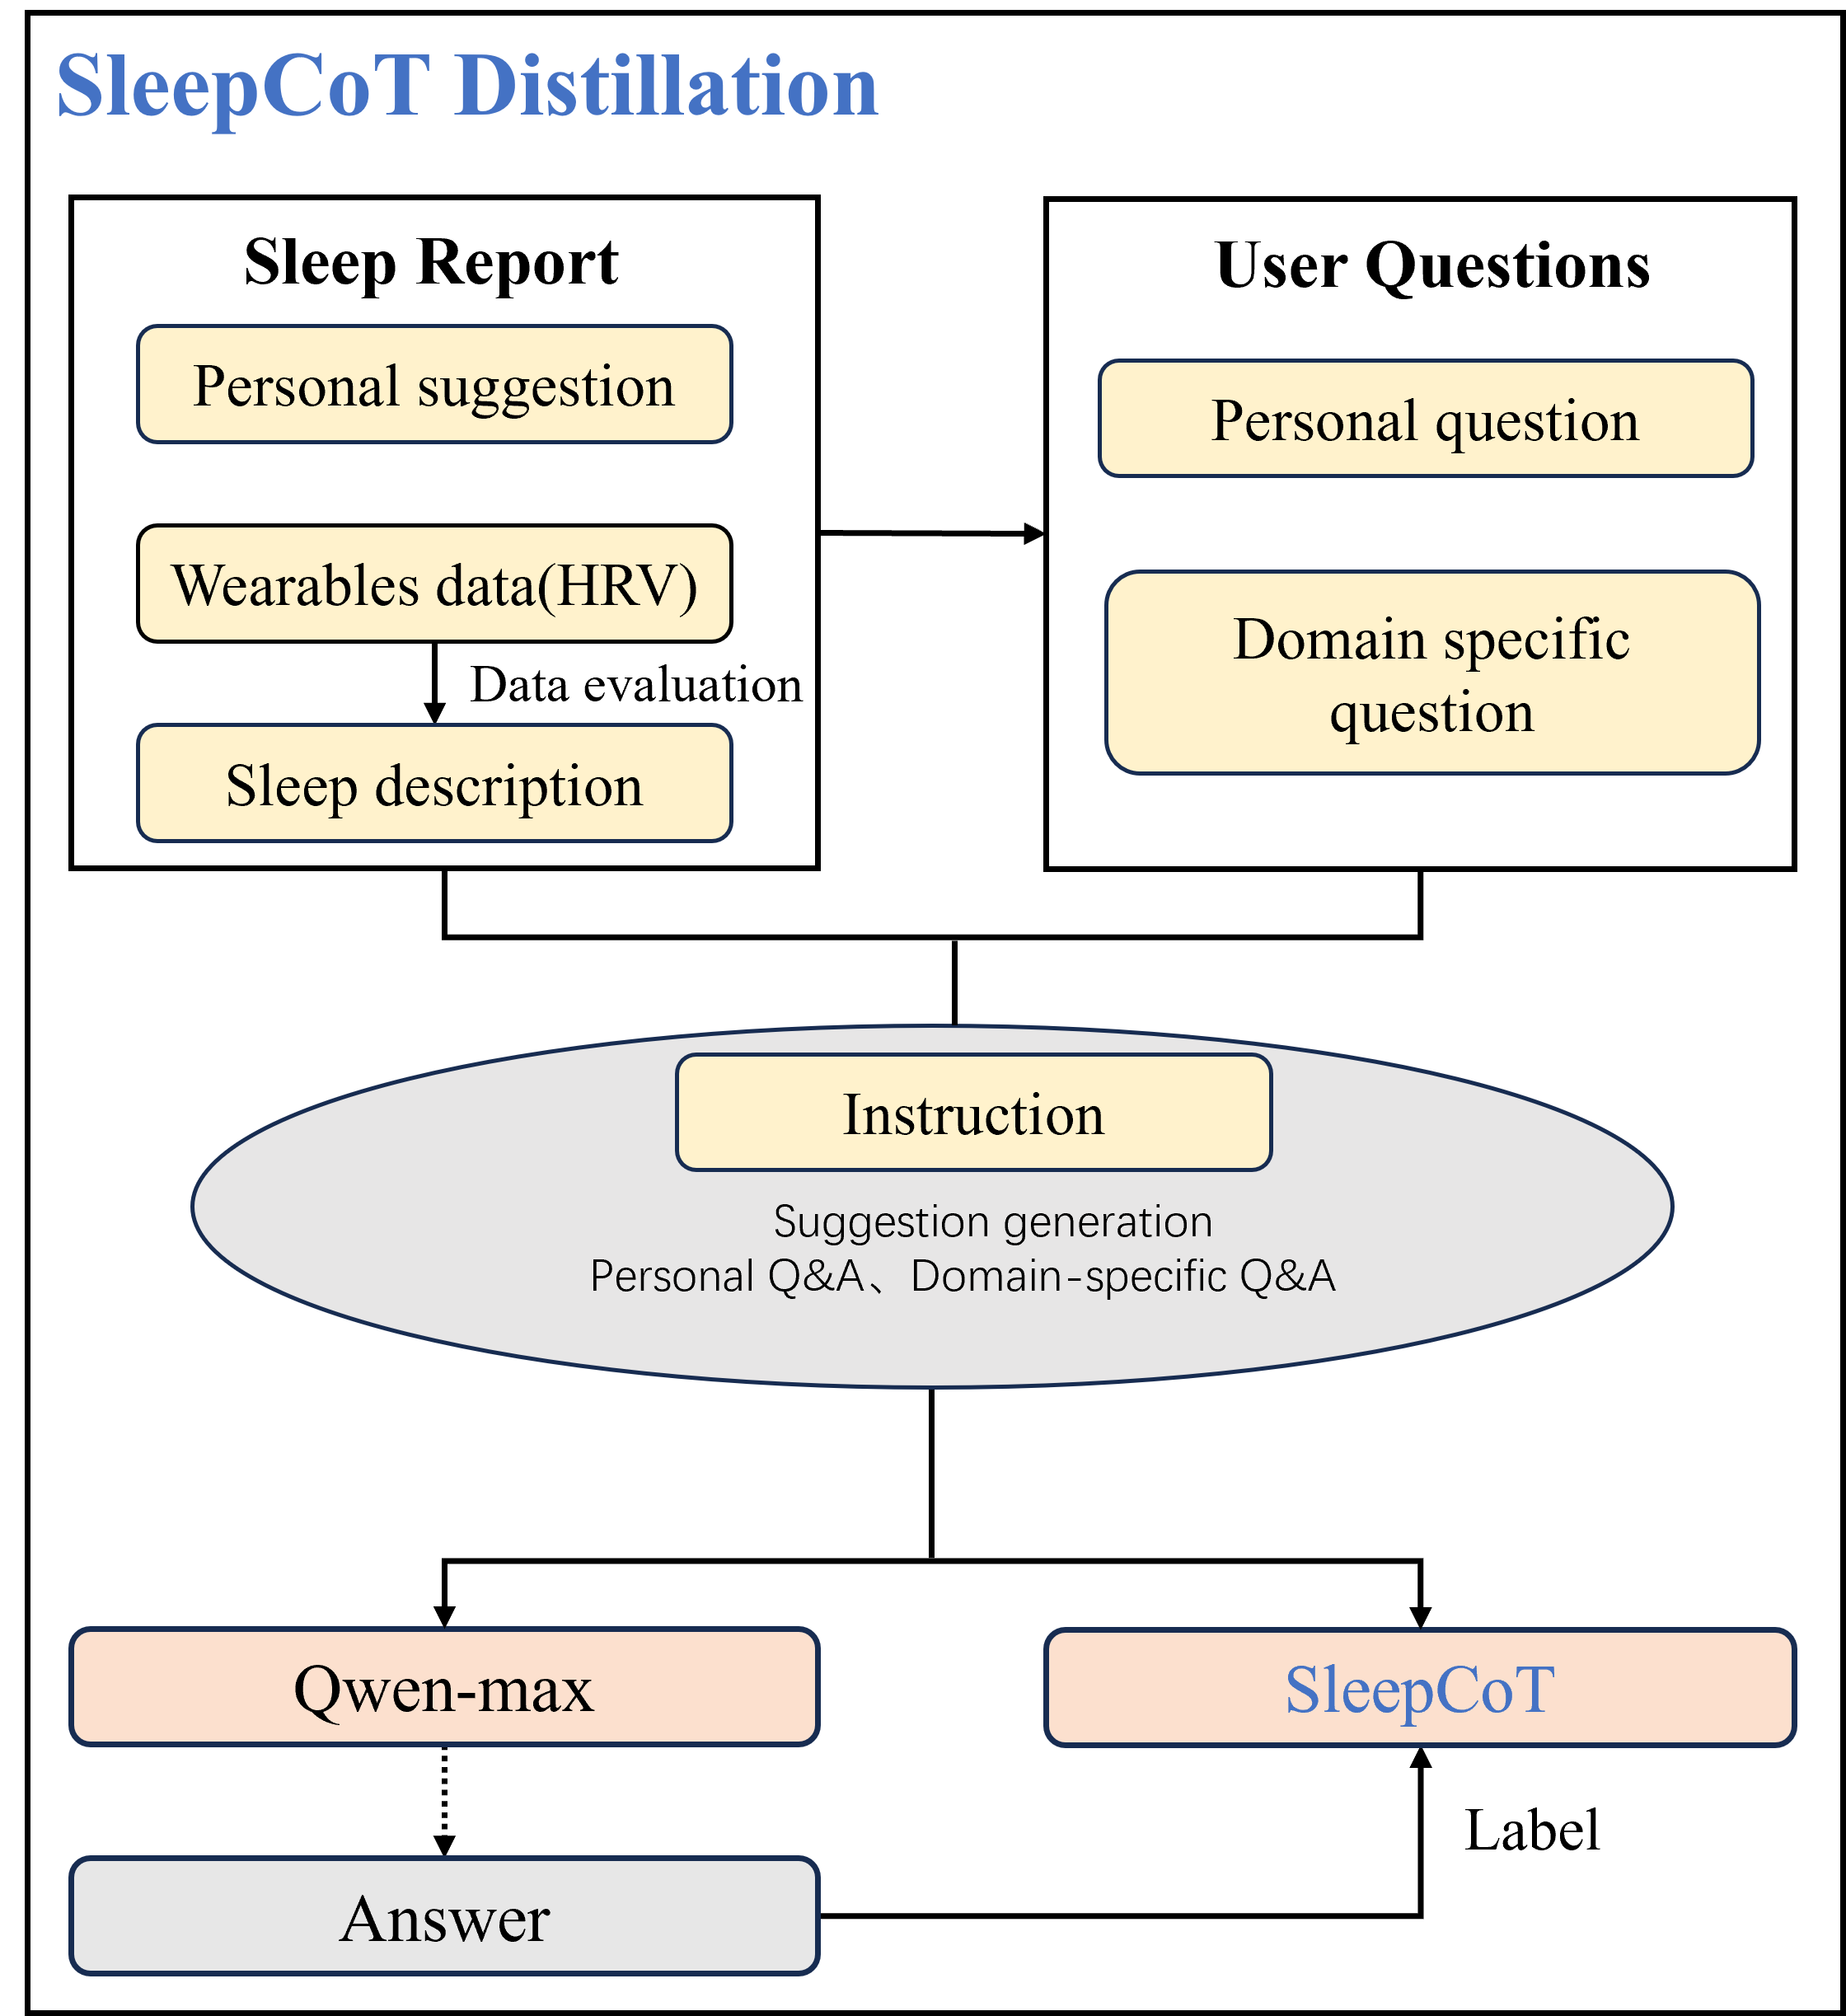 SleepCoT Distillation
Sleep Report
Personal suggestion
Wearables data(HRV)
Data evaluation
Sleep description
User Questions
Personal question
Domain specific
question
Instruction
Suggestion generation
Personal Q&A、Domain-specific Q&A
Qwen-max
SleepCoT
Label
Answer